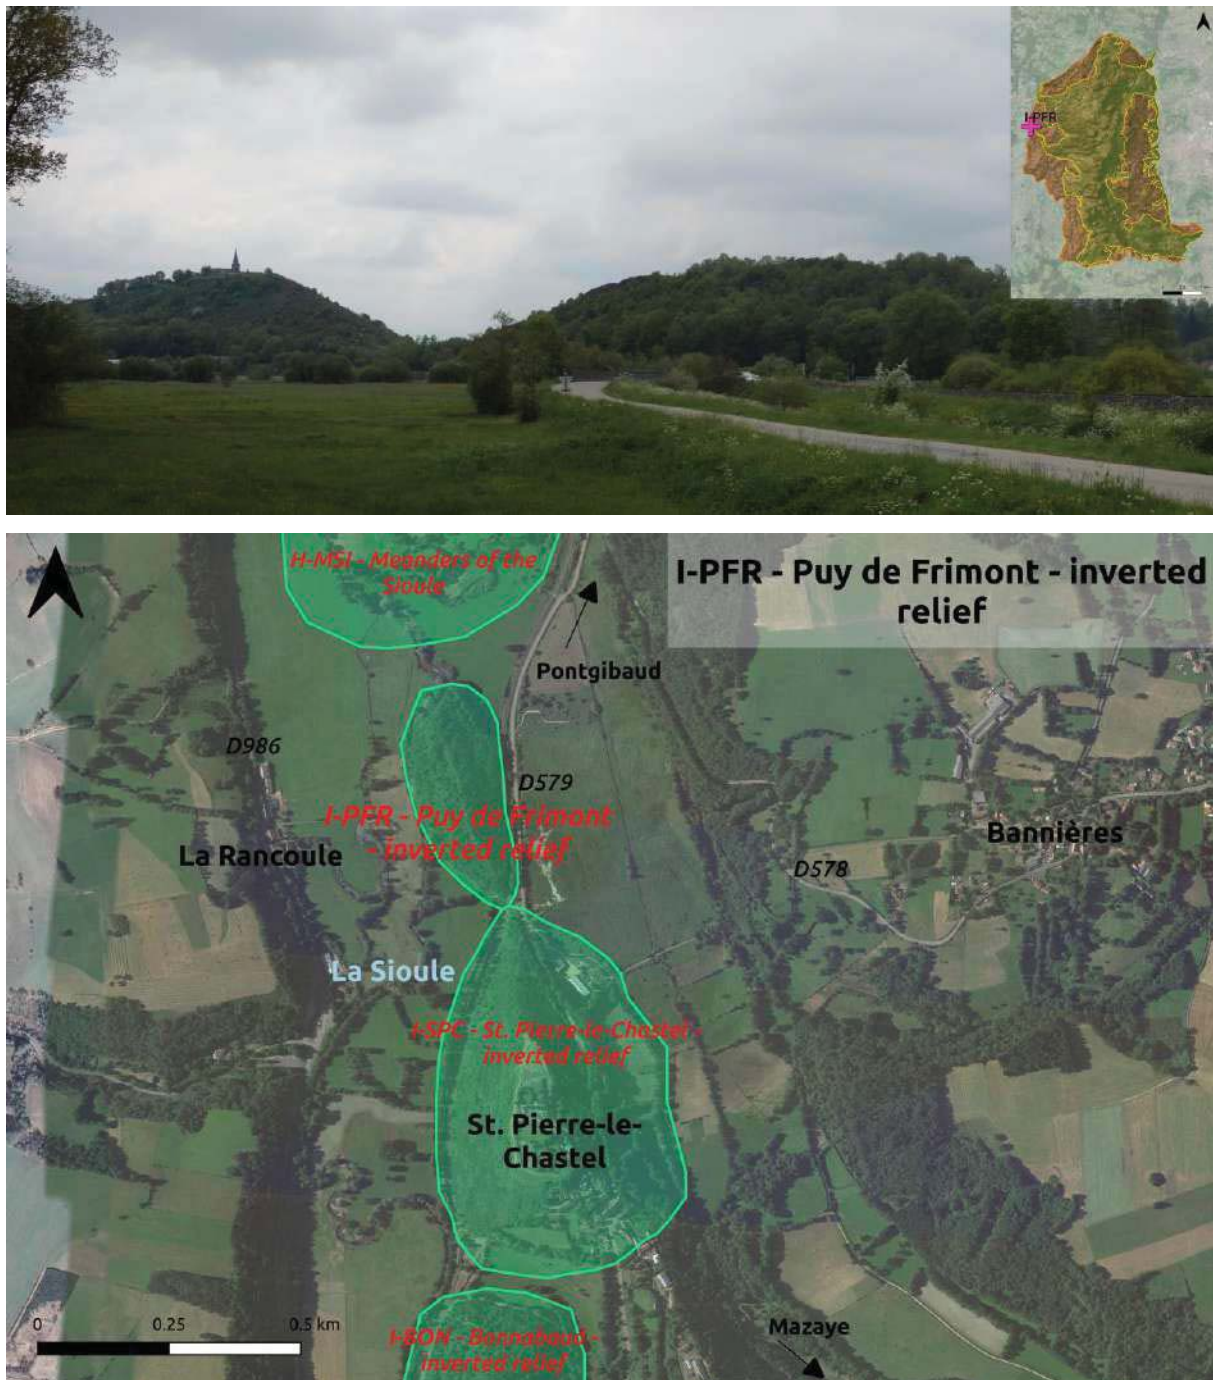 I-PFR
H-MSI - Meanders of the
Sioule
I-PFR - Puy de Frimont - inverted
relief
Pontgibaud
D986
D579
I-PFR - Puy de Frimont
- inverted relief
La Rancoule
Bannières
D578
La Sioule
I-SPC - St. Pierre-le-Chastel -
inverted relief
St. Pierre-le-
Chastel
0 0.25 0.5 km
I-BON - Bonnabaud -
inverted relief
Mazaye